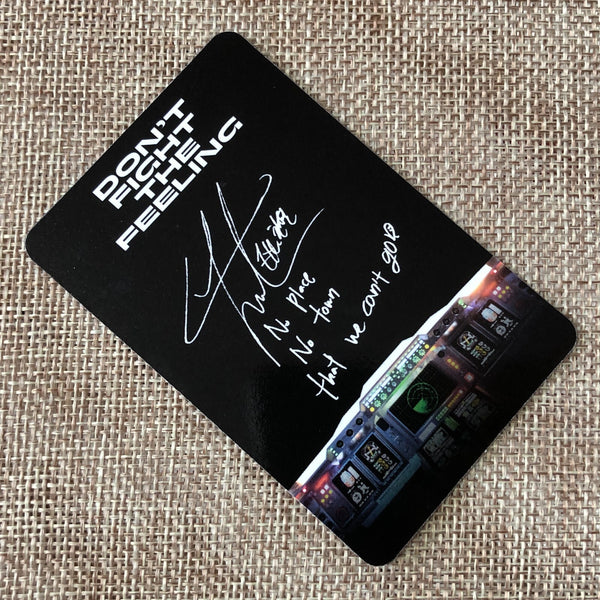 DON'T
FIGHT
THE
FEELING
No place
No town
that we can't go